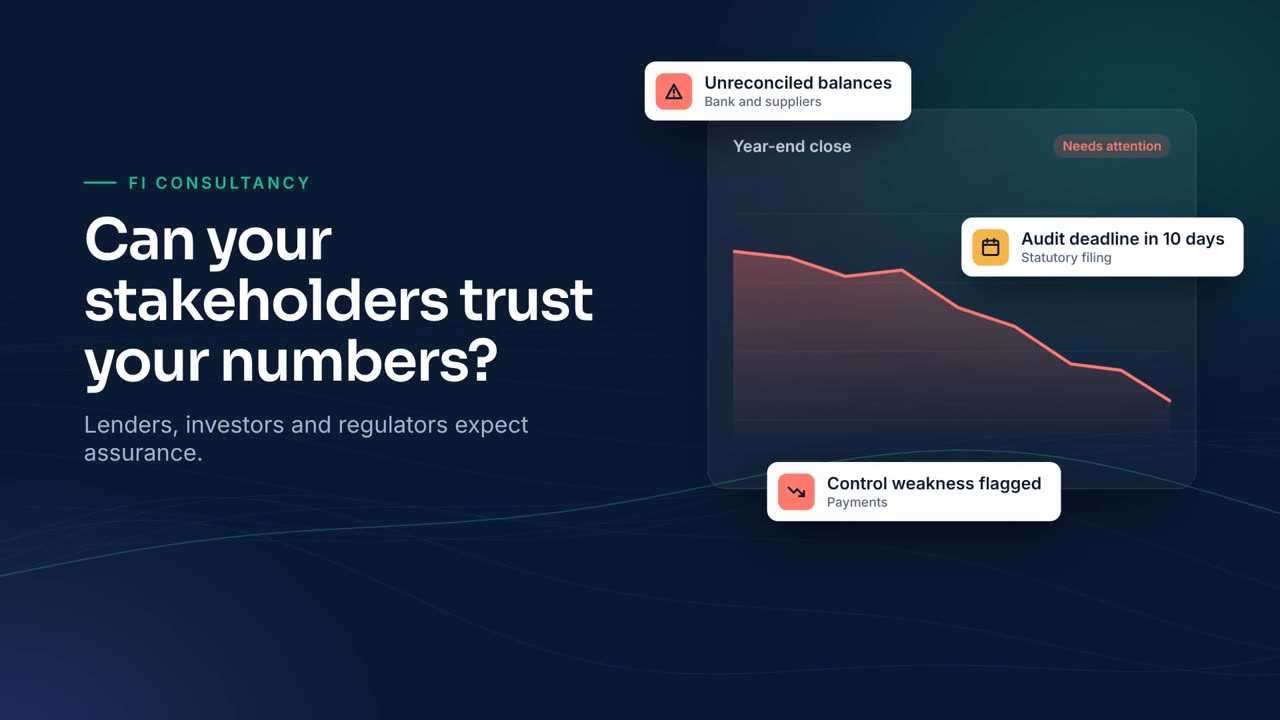 FI CONSULTANCY
Can your
stakeholders trust
your numbers?
Lenders, investors and regulators expect
assurance.
Unreconciled balances
Bank and suppliers
Year-end close
Needs attention
Audit deadline in 10 days
Statutory filing
Control weakness flagged
Payments